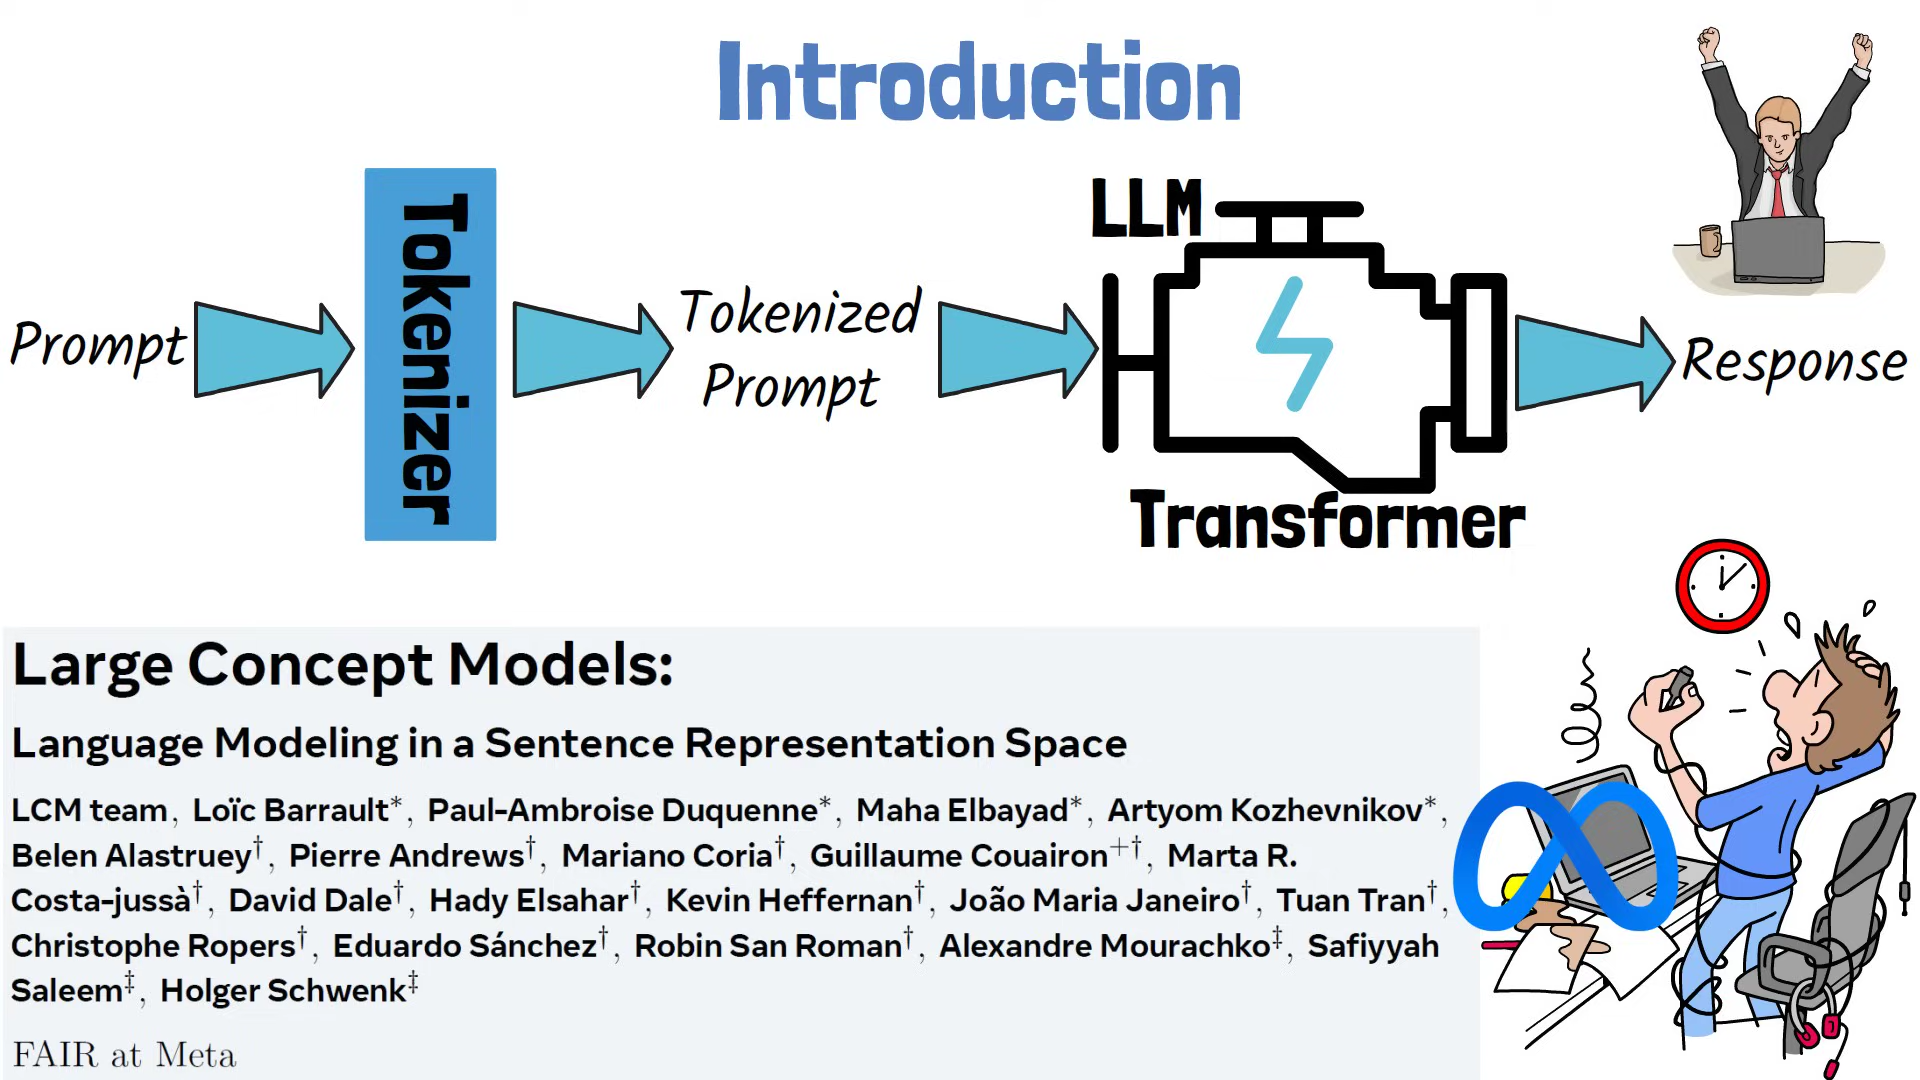 Introduction
LLM
Tokenizer
Prompt
Tokenized
Prompt
Response
Transformer
Large Concept Models:
Language Modeling in a Sentence Representation Space
LCM team, Loïc Barrault*, Paul-Ambroise Duquenne*, Maha Elbayad*, Artyom Kozhevnikov*,
Belen Alastruey†, Pierre Andrews†, Mariano Coria†, Guillaume Couairon+†, Marta R.
Costa-jussà†, David Dale†, Hady Elsahar†, Kevin Heffernan†, João Maria Janeiro†, Tuan Tran†,
Christophe Ropers†, Eduardo Sánchez†, Robin San Roman†, Alexandre Mourachko‡, Safiyyah
Saleem‡, Holger Schwenk‡
FAIR at Meta